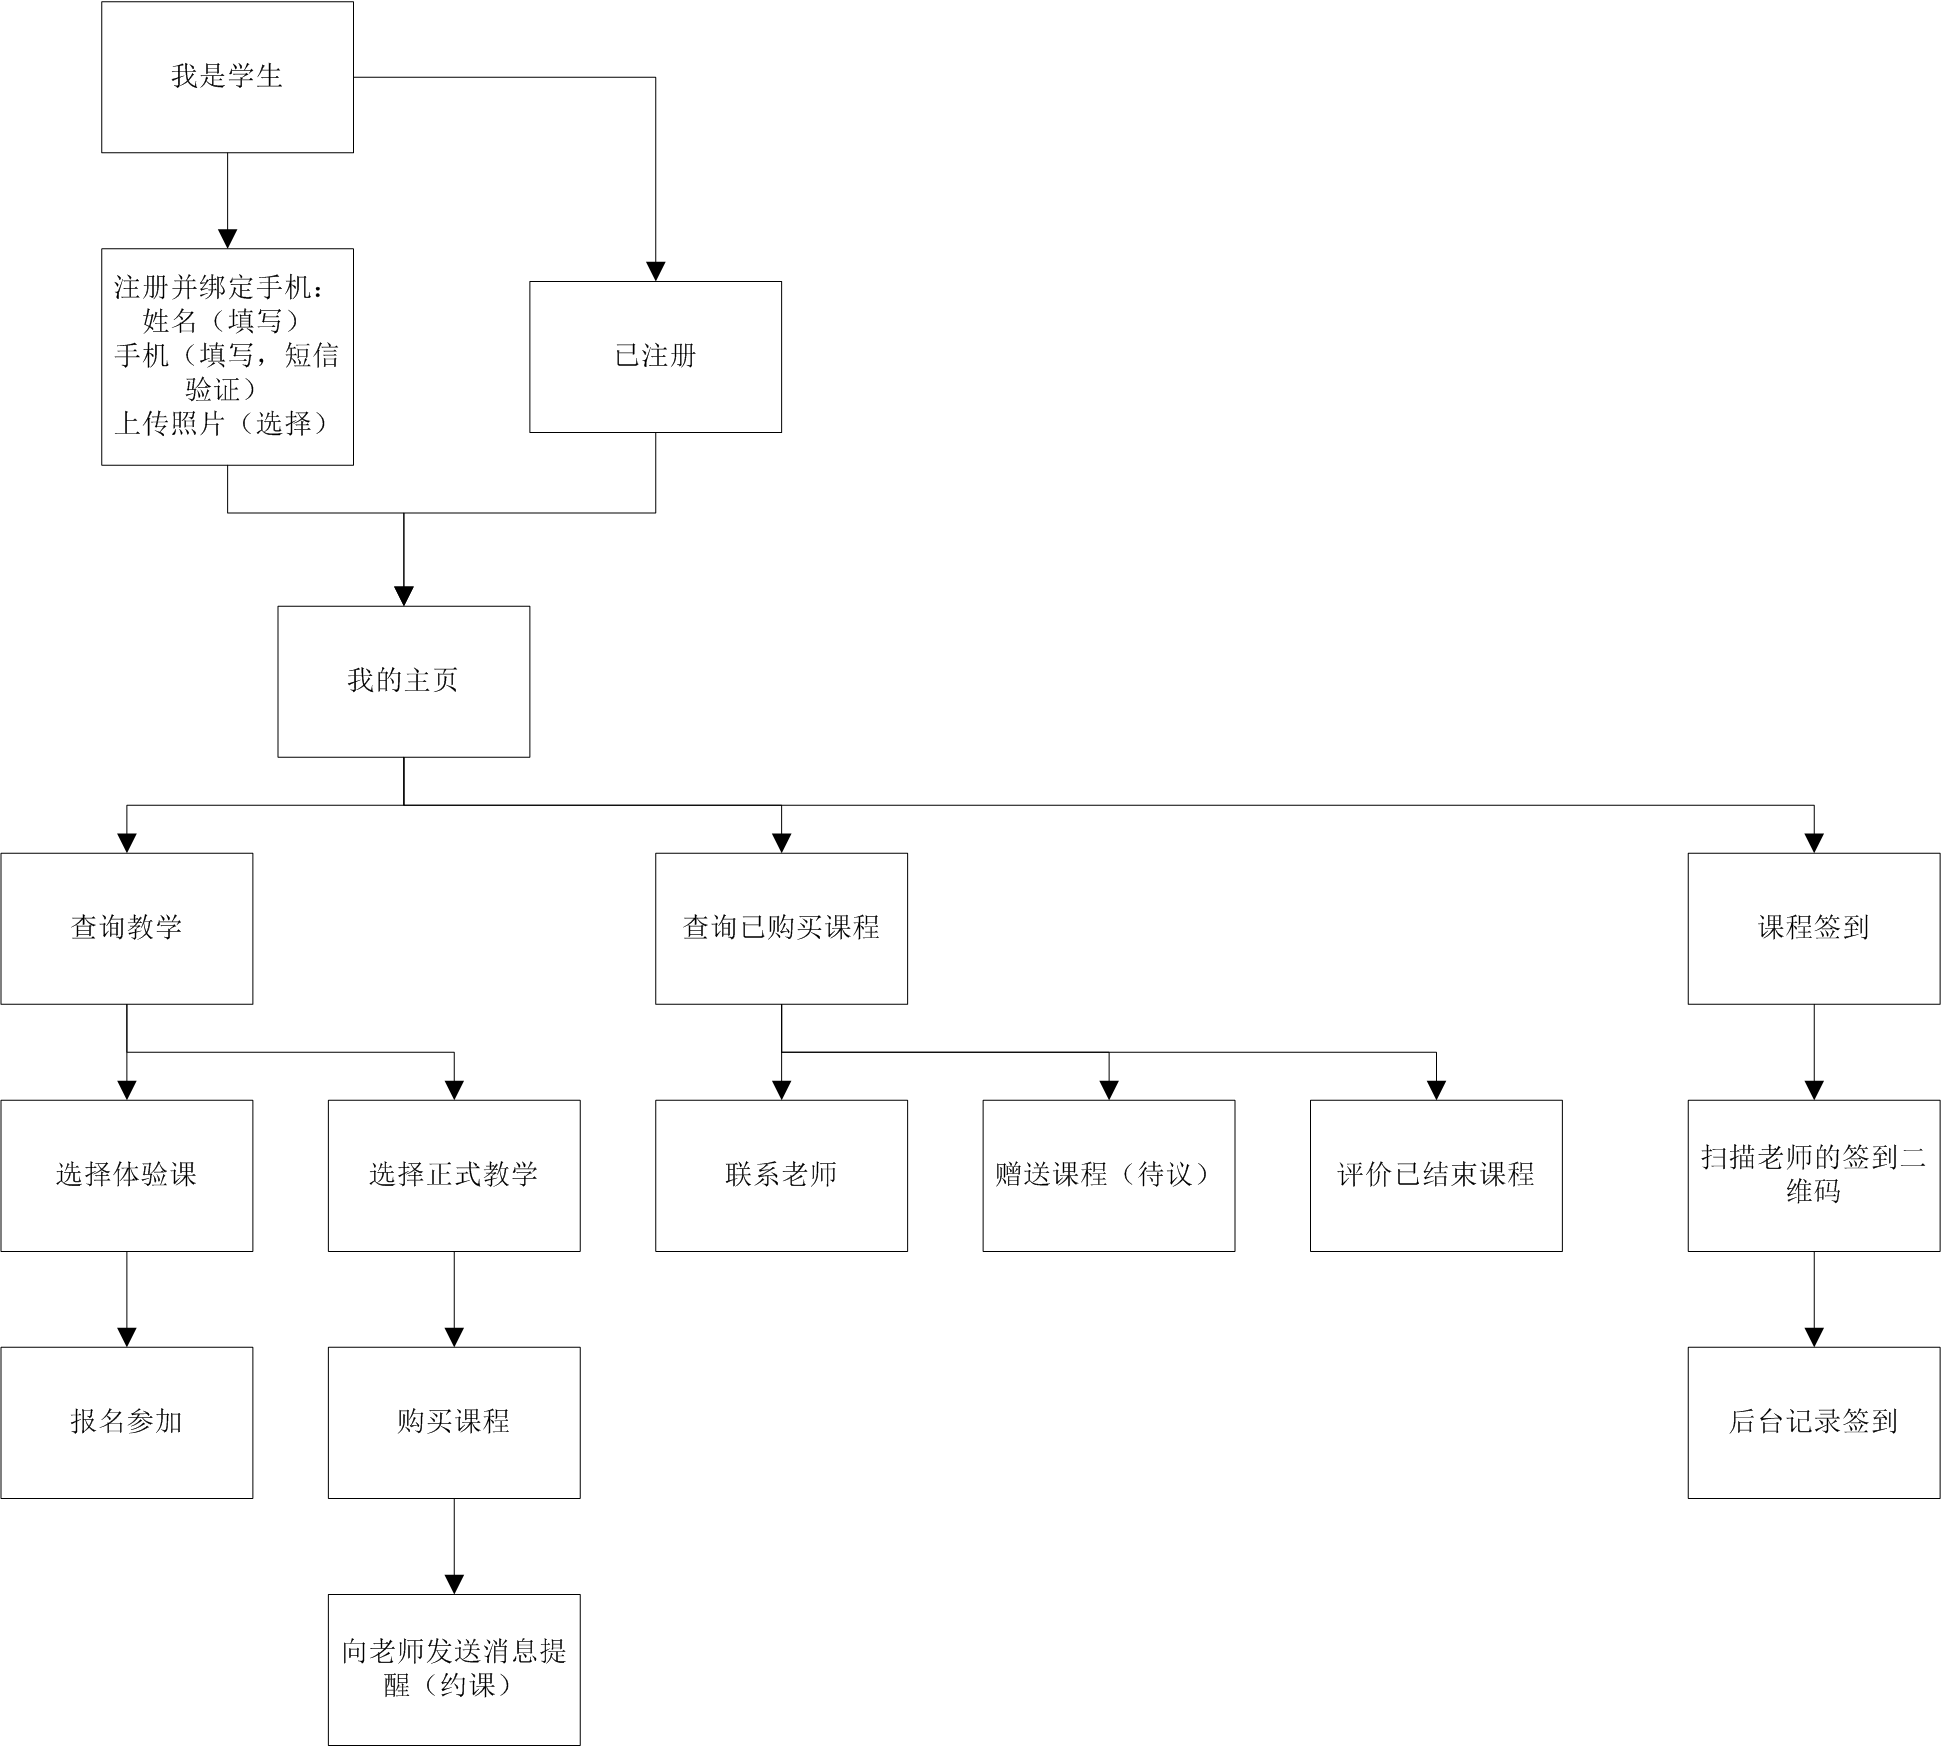 我是学生
注册并绑定手机：
姓名（填写）
手机（填写，短信
验证）
上传照片（选择）
已注册
我的主页
查询教学
查询已购买课程
课程签到
选择体验课
选择正式教学
联系老师
赠送课程（待议）
评价已结束课程
扫描老师的签到二
维码
报名参加
购买课程
后台记录签到
向老师发送消息提
醒（约课）